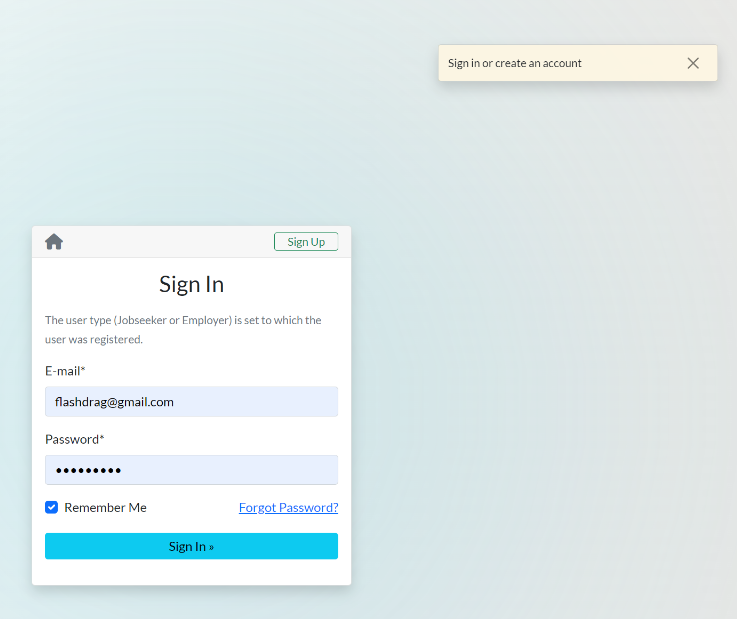 Sign in or create an account
Sign Up
Sign In
The user type (Jobseeker or Employer) is set to which the
user was registered.
E-mail*
flashdrag@gmail.com
Password*
•••••••••
Remember Me
Forgot Password?
Sign In »